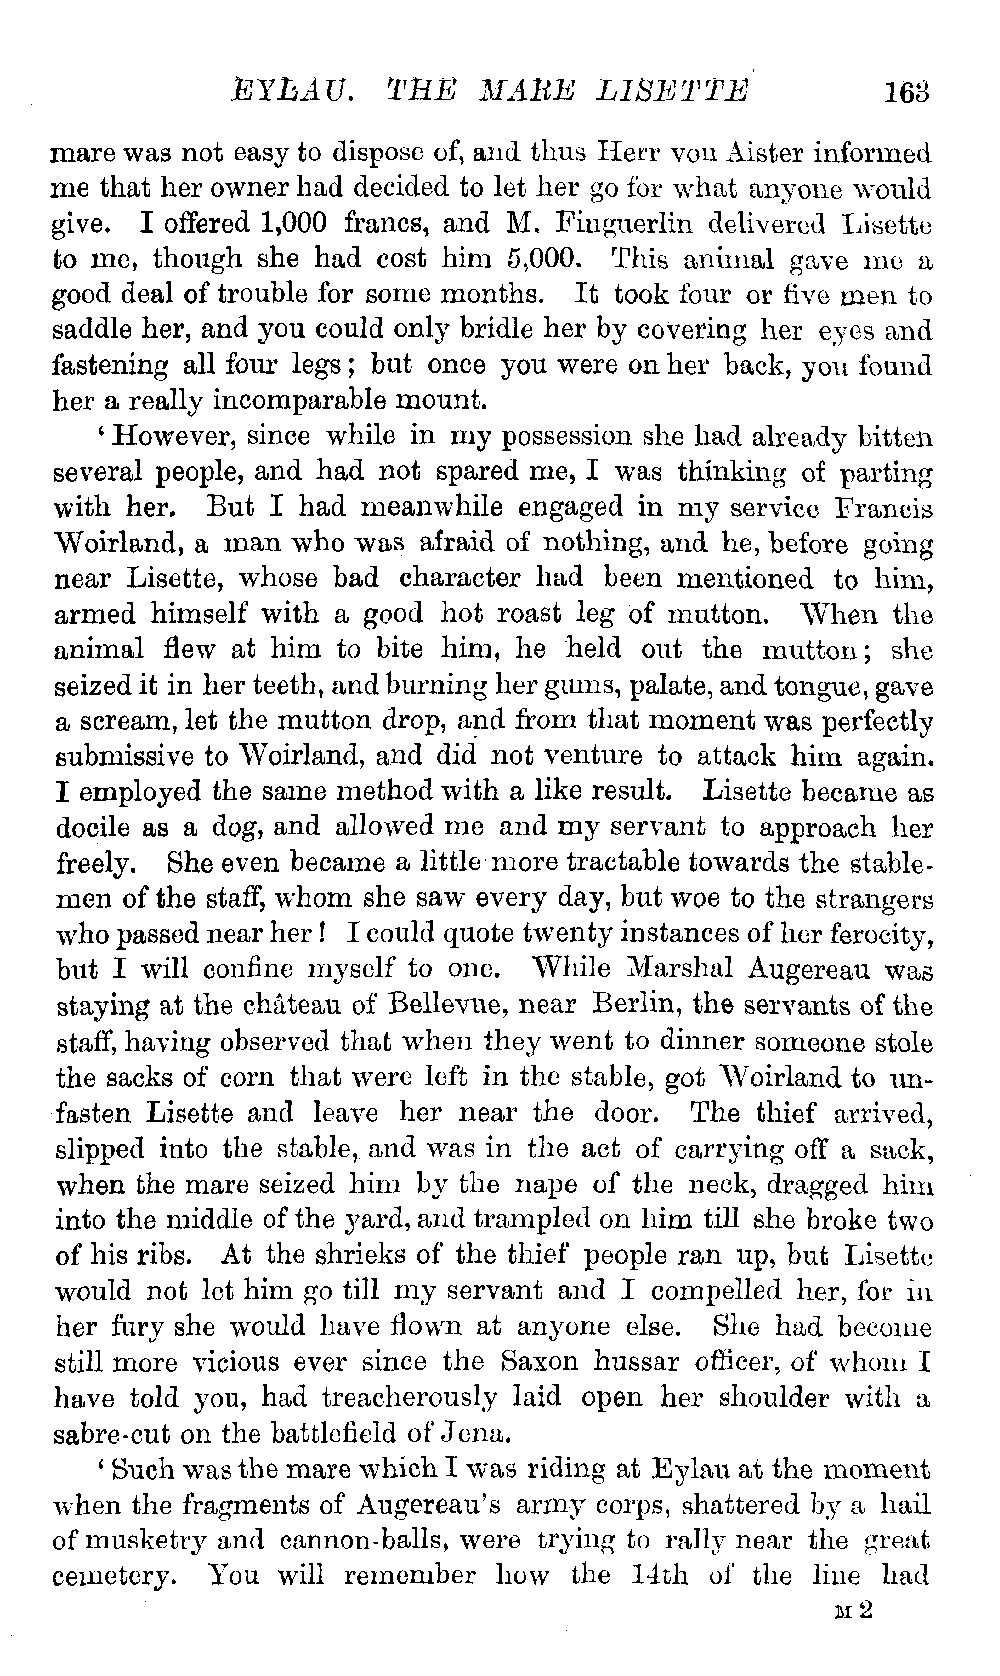 EYLAU. THE MARE LISETTE 163
mare was not easy to dispose of, and thus Herr von Aister informed
me that her owner had decided to let her go for what anyone would
give. I offered 1,000 francs, and M. Finguerlin delivered Lisette
to me, though she had cost him 5,000. This animal gave me a
good deal of trouble for some months. It took four or five men to
saddle her, and you could only bridle her by covering her eyes and
fastening all four legs; but once you were on her back, you found
her a really incomparable mount.
‘However, since while in my possession she had already bitten
several people, and had not spared me, I was thinking of parting
with her. But I had meanwhile engaged in my service Francis
Woirland, a man who was afraid of nothing, and he, before going
near Lisette, whose bad character had been mentioned to him,
armed himself with a good hot roast leg of mutton. When the
animal flew at him to bite him, he held out the mutton; she
seized it in her teeth, and burning her gums, palate, and tongue, gave
a scream, let the mutton drop, and from that moment was perfectly
submissive to Woirland, and did not venture to attack him again.
I employed the same method with a like result. Lisette became as
docile as a dog, and allowed me and my servant to approach her
freely. She even became a little more tractable towards the stable-
men of the staff, whom she saw every day, but woe to the strangers
who passed near her! I could quote twenty instances of her ferocity,
but I will confine myself to one. While Marshal Augereau was
staying at the château of Bellevue, near Berlin, the servants of the
staff, having observed that when they went to dinner someone stole
the sacks of corn that were left in the stable, got Woirland to un-
fasten Lisette and leave her near the door. The thief arrived,
slipped into the stable, and was in the act of carrying off a sack,
when the mare seized him by the nape of the neck, dragged him
into the middle of the yard, and trampled on him till she broke two
of his ribs. At the shrieks of the thief people ran up, but Lisette
would not let him go till my servant and I compelled her, for in
her fury she would have flown at anyone else. She had become
still more vicious ever since the Saxon hussar officer, of whom I
have told you, had treacherously laid open her shoulder with a
sabre-cut on the battlefield of Jena.
‘Such was the mare which I was riding at Eylau at the moment
when the fragments of Augereau's army corps, shattered by a hail
of musketry and cannon-balls, were trying to rally near the great
cemetery. You will remember how the 14th of the line had
M 2